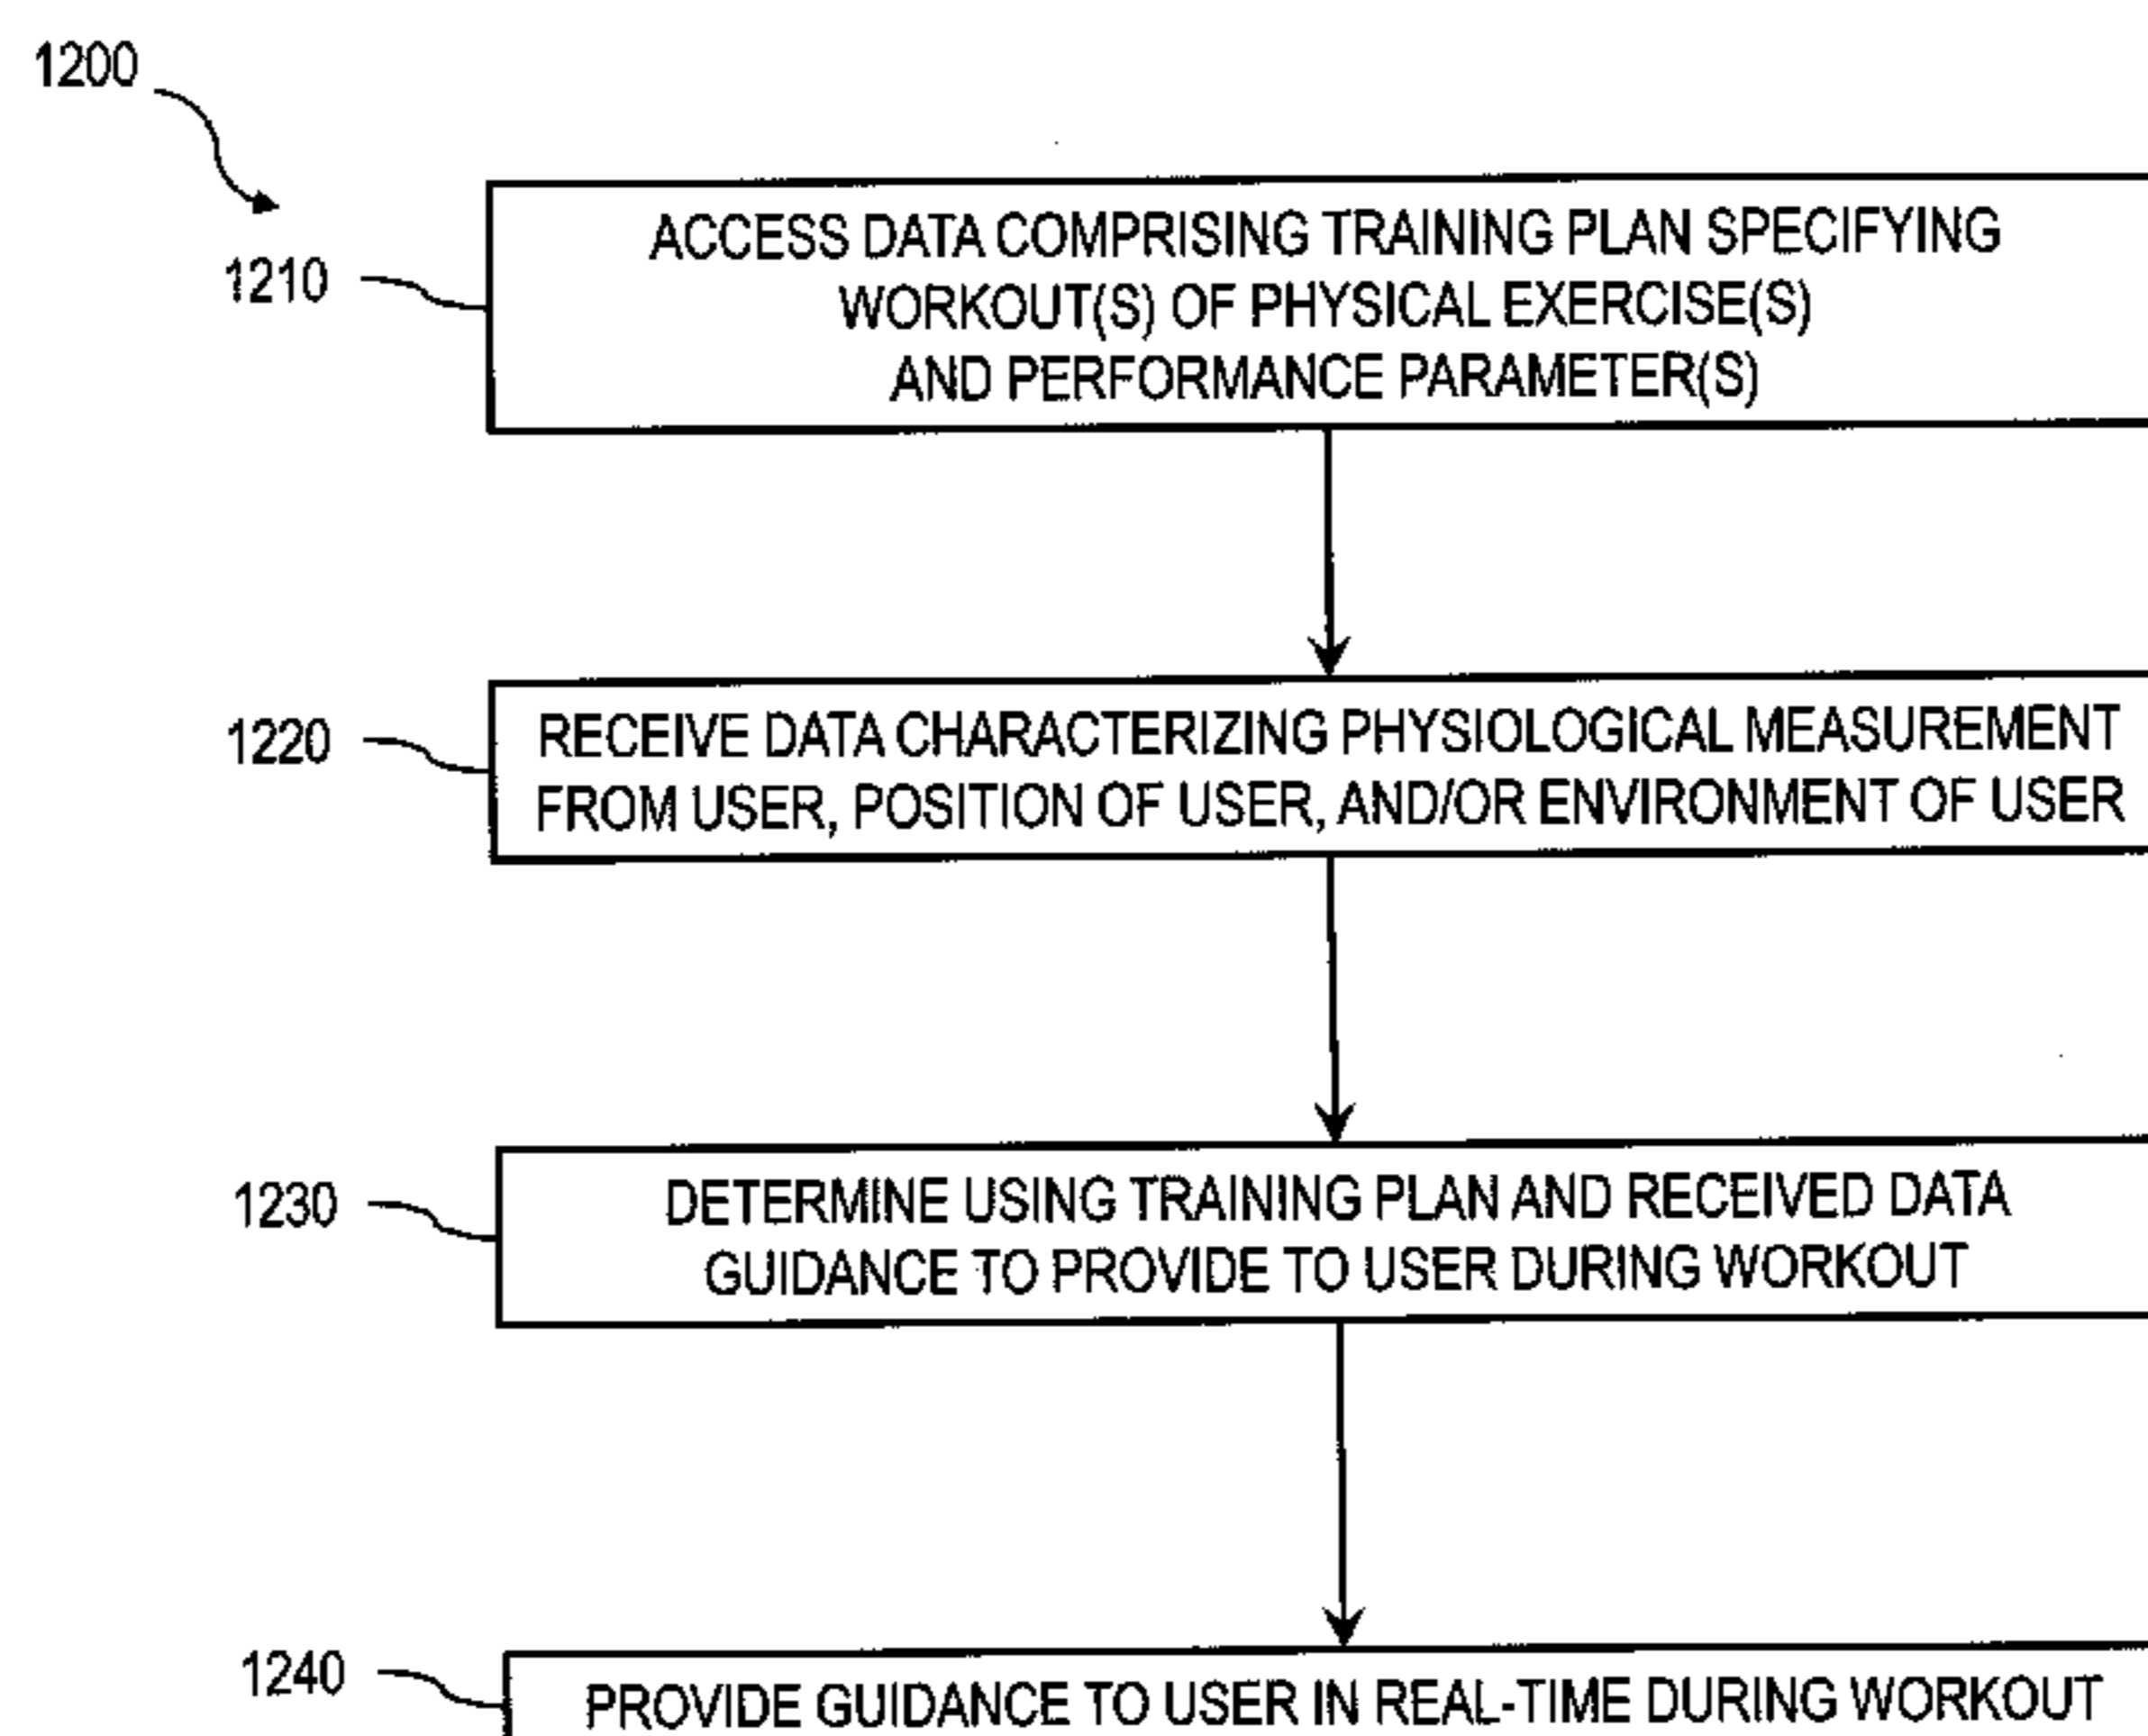 1200
1210
ACCESS DATA COMPRISING TRAINING PLAN SPECIFYING
WORKOUT(S) OF PHYSICAL EXERCISE(S)
AND PERFORMANCE PARAMETER(S)
1220
RECEIVE DATA CHARACTERIZING PHYSIOLOGICAL MEASUREMENT
FROM USER, POSITION OF USER, AND/OR ENVIRONMENT OF USER
1230
DETERMINE USING TRAINING PLAN AND RECEIVED DATA
GUIDANCE TO PROVIDE TO USER DURING WORKOUT
1240
PROVIDE GUIDANCE TO USER IN REAL-TIME DURING WORKOUT